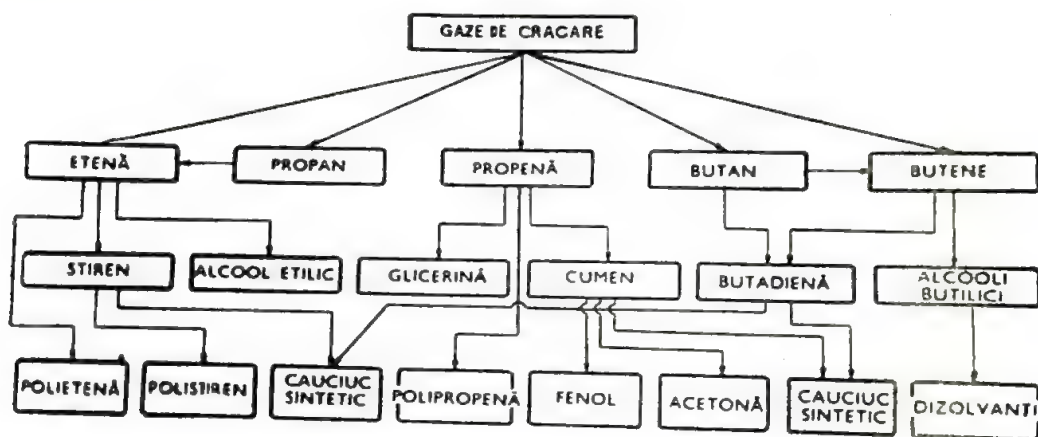 GAZE DE CRACARE
ETENĂ
PROPAN
PROPENĂ
BUTAN
BUTENE
STIREN
ALCOOL ETILIC
GLICERINĂ
CUMEN
BUTADIENĂ
ALCOOLI
BUTILICI
POLIETENĂ
POLISTIREN
CAUCIUC
SINTETIC
POLIPROPENĂ
FENOL
ACETONĂ
CAUCIUC
SINTETIC
DIZOLVANȚI